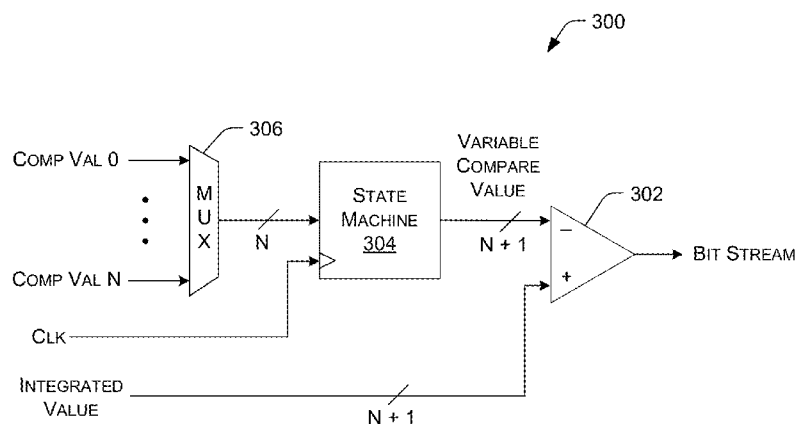 300
306
COMP VAL 0
MUX
COMP VAL N
N
STATE
MACHINE
304
VARIABLE
COMPARE
VALUE
N + 1
302
−
+
BIT STREAM
CLK
INTEGRATED
VALUE
N + 1